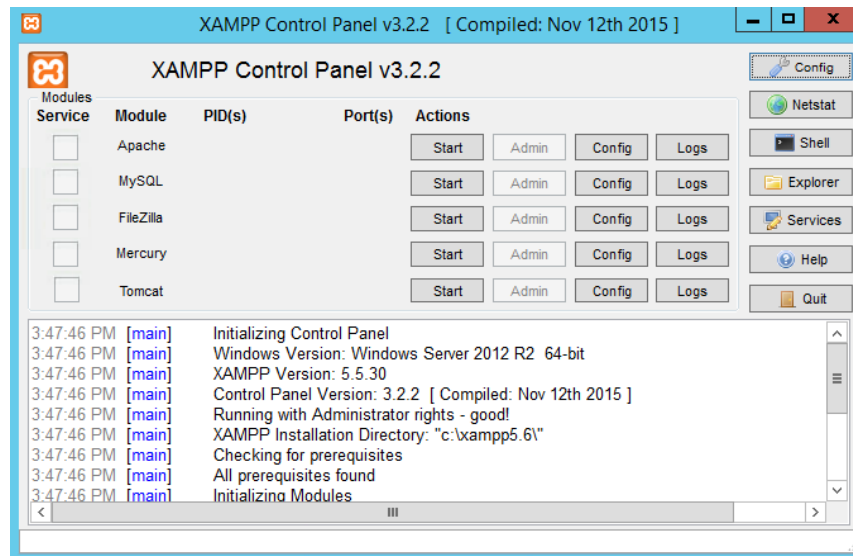 XAMPP Control Panel v3.2.2 [ Compiled: Nov 12th 2015 ]
XAMPP Control Panel v3.2.2
Config
Modules
Service Module PID(s) Port(s) Actions
Netstat
Apache Start Admin Config Logs
Shell
MySQL Start Admin Config Logs
Explorer
FileZilla Start Admin Config Logs
Services
Mercury Start Admin Config Logs
Help
Tomcat Start Admin Config Logs
Quit
3:47:46 PM [main] Initializing Control Panel
3:47:46 PM [main] Windows Version: Windows Server 2012 R2 64-bit
3:47:46 PM [main] XAMPP Version: 5.5.30
3:47:46 PM [main] Control Panel Version: 3.2.2 [ Compiled: Nov 12th 2015 ]
3:47:46 PM [main] Running with Administrator rights - good!
3:47:46 PM [main] XAMPP Installation Directory: "c:\xampp5.6\"
3:47:46 PM [main] Checking for prerequisites
3:47:46 PM [main] All prerequisites found
3:47:46 PM [main] Initializing Modules